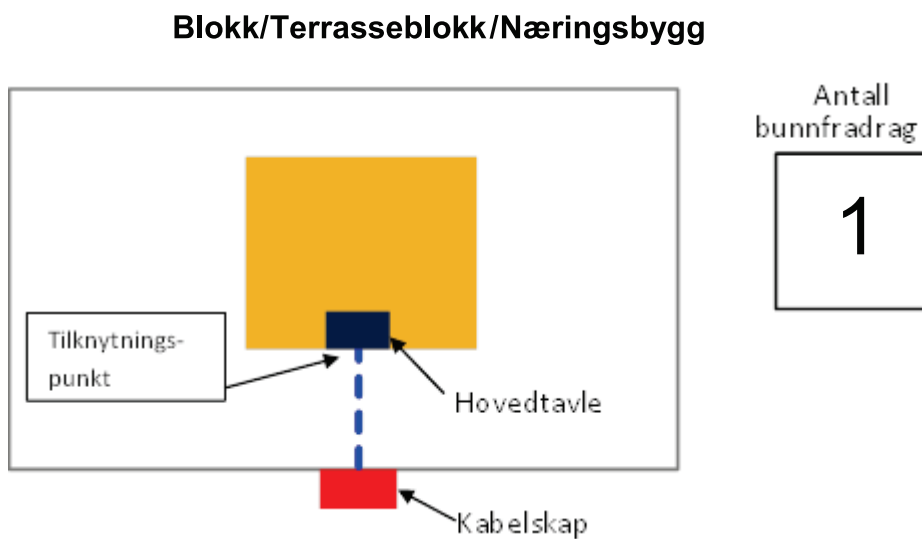 Blokk/Terrasseblokk/Næringsbygg
Antall
bunnfradrag
1
Tilknytnings-
punkt
Hovedtavle
Kabelskap